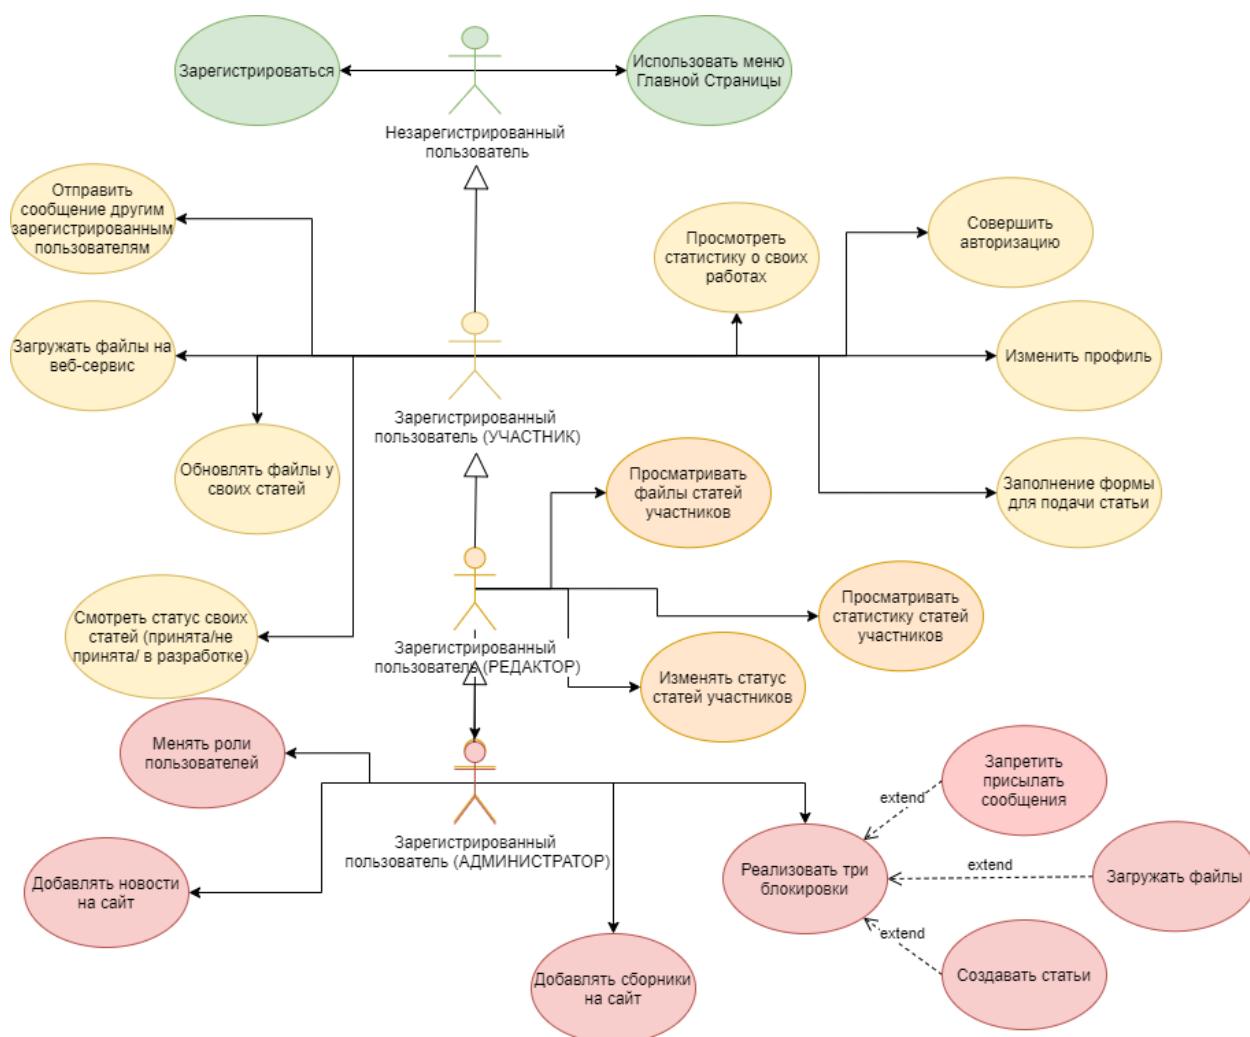 Зарегистрироваться
Использовать меню
Главной Страницы
Незарегистрированный
пользователь
Отправить
сообщение другим
зарегистрированным
пользователям
Просмотреть
статистику о своих
работах
Совершить
авторизацию
Загружать файлы на
веб-сервис
Изменить профиль
Зарегистрированный
пользователь (УЧАСТНИК)
Обновлять файлы у
своих статей
Просматривать
файлы статей
участников
Заполнение формы
для подачи статьи
Смотреть статус своих
статей (принята/не
принята/ в разработке)
Просматривать
статистику статей
участников
Зарегистрированный
пользователь (РЕДАКТОР)
Изменять статус
статей участников
Менять роли
пользователей
Запретить
присылать
сообщения
extend
Зарегистрированный
пользователь (АДМИНИСТРАТОР)
Реализовать три
блокировки
extend
Загружать файлы
Добавлять новости
на сайт
extend
Создавать статьи
Добавлять сборники
на сайт